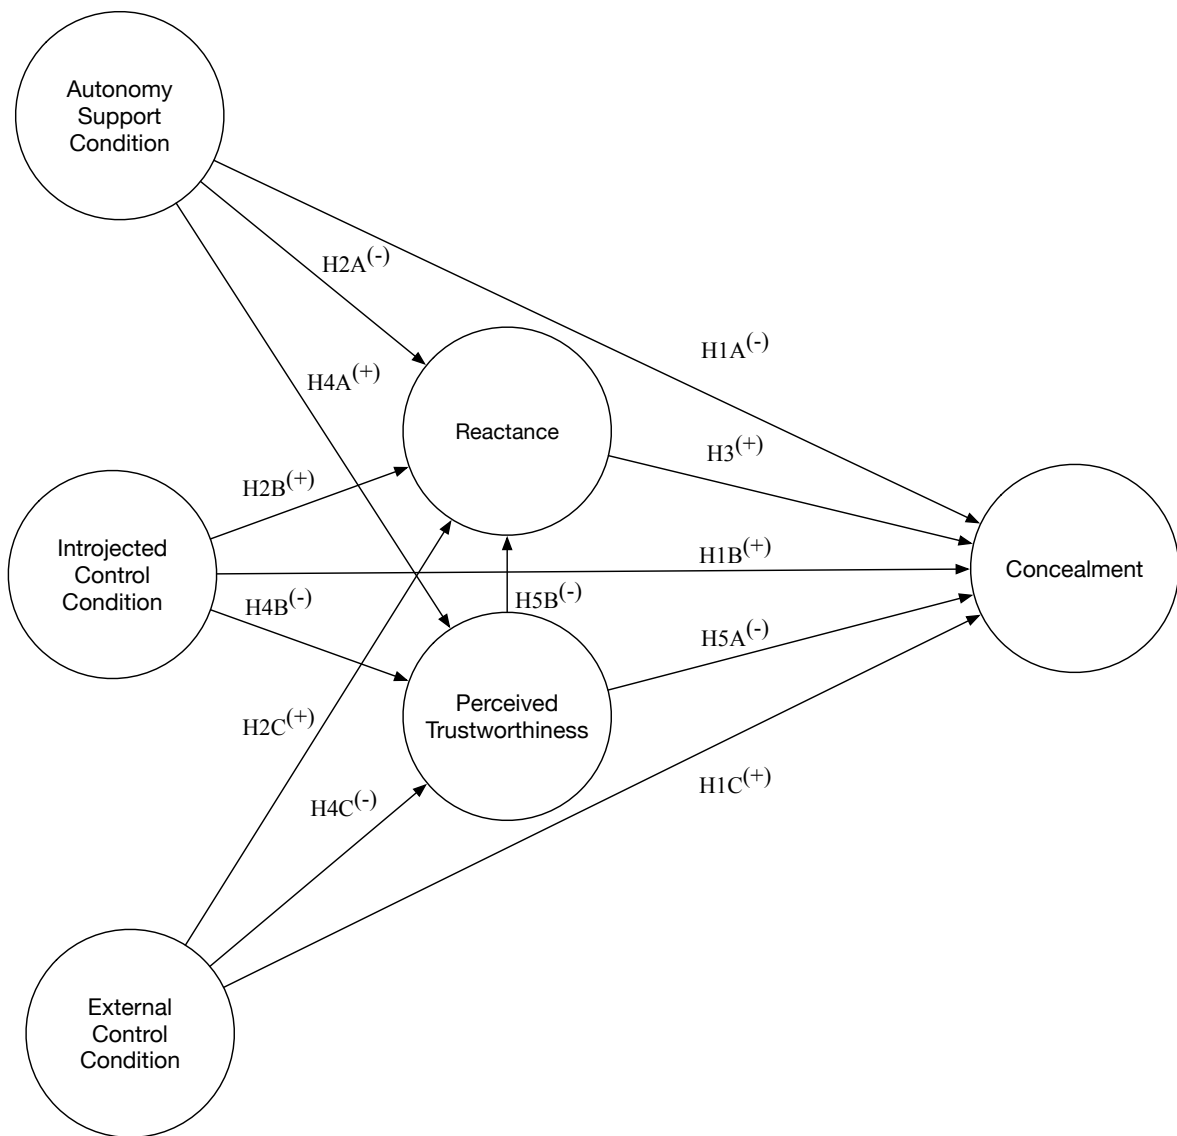 Autonomy
Support
Condition
H2A(-)
H1A(-)
H4A(+)
Reactance
H3(+)
H2B(+)
Introjected
Control
Condition
H1B(+)
Concealment
H4B(-)
H5B(-)
H5A(-)
Perceived
Trustworthiness
H2C(+)
H1C(+)
H4C(-)
External
Control
Condition